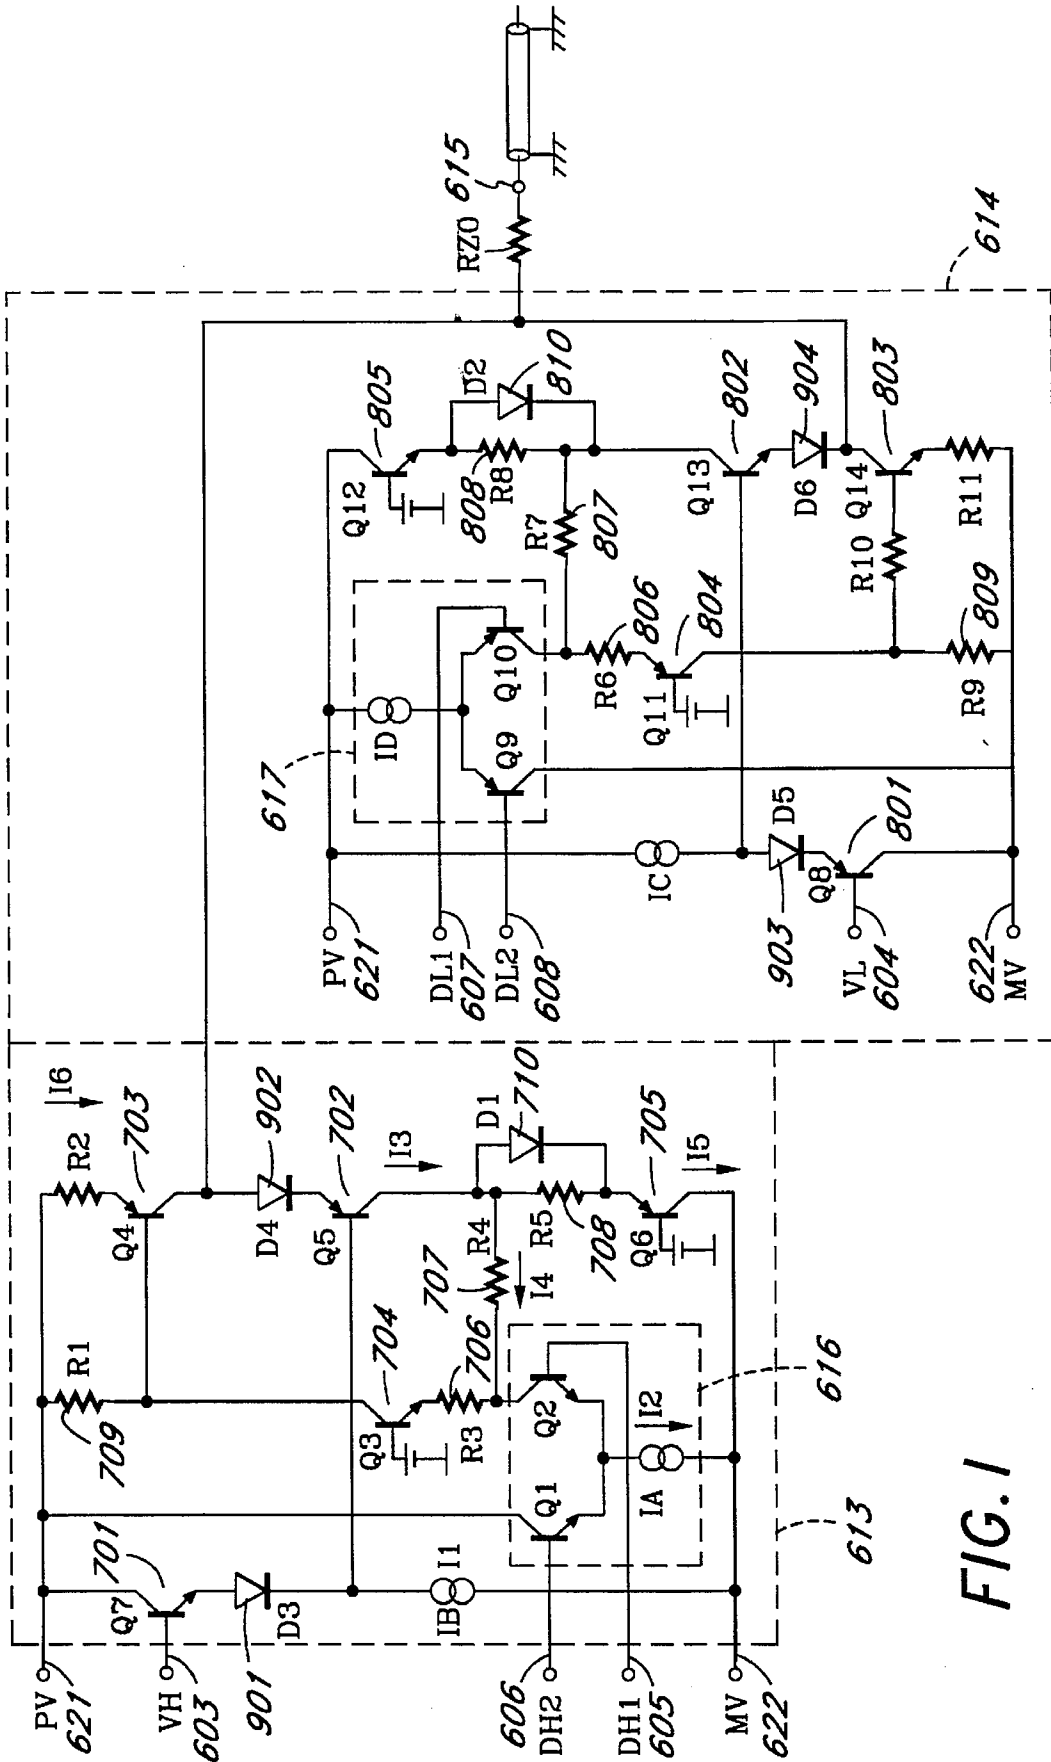 PV
621
VH
603
Q7
701
901
D3
R1
709
R2
I6
Q4
703
D4
902
Q5
702
I3
Q3
704
706
R3
707
R4
I4
R5
708
D1
710
Q6
705
I5
Q1
Q2
616
I1
IB
IA
I2
606
DH2
DH1
605
MV
622
613
PV
621
DL1
607
DL2
608
617
ID
Q9
Q10
Q12
805
808
R8
D2
810
R7
807
R6
806
Q11
804
Q13
802
D6
904
Q14
803
R10
R11
R9
809
IC
903
D5
Q8
801
VL
604
622
MV
614
RZ0
615
FIG.1